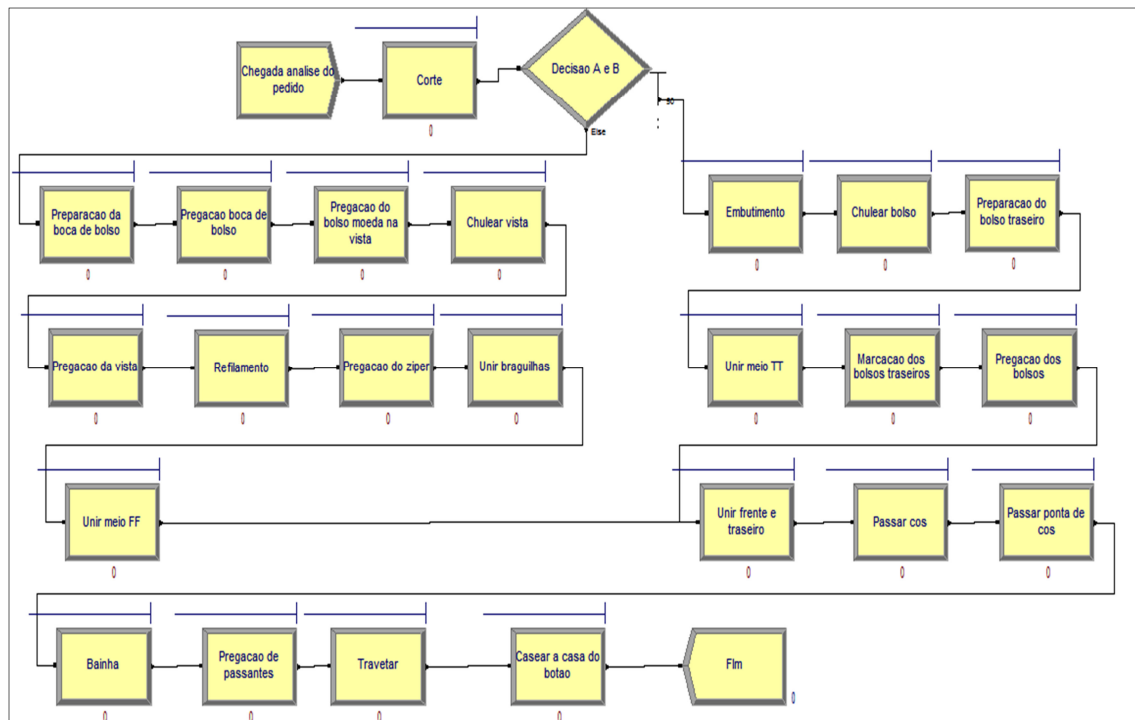 Chegada analise do
pedido
Corte
0
Decisao A e B
Else
Preparacao da
boca de bolso
0
Pregacao boca de
bolso
0
Pregacao do
bolso moeda na
vista
0
Chulear vista
0
Embutimento
0
Chulear bolso
0
Preparacao do
bolso traseiro
0
Pregacao da vista
0
Refilamento
0
Pregacao do ziper
0
Unir braguilhas
0
Unir meio TT
0
Marcacao dos
bolsos traseiros
0
Pregacao dos
bolsos
0
Unir meio FF
0
Unir frente e
traseiro
0
Passar cos
0
Passar ponta de
cos
0
Bainha
0
Pregacao de
passantes
0
Travetar
0
Casear a casa do
botao
0
FIm
0